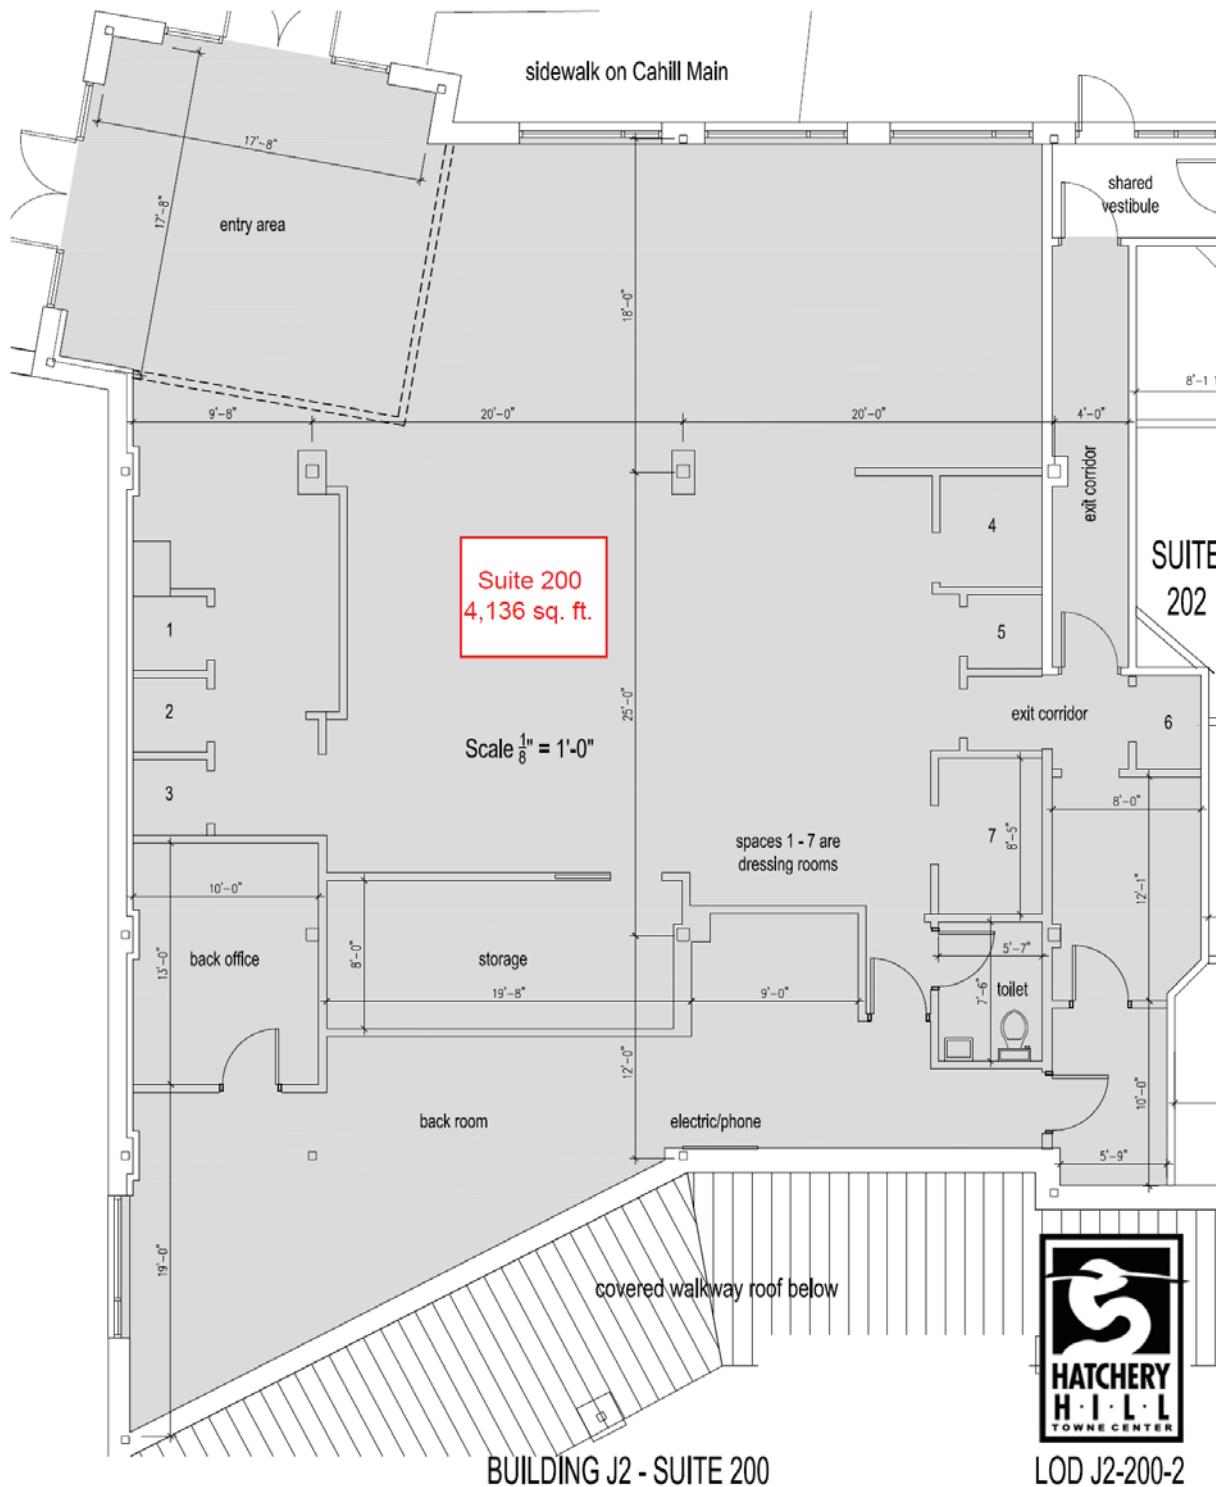 sidewalk on Cahill Main
17'-8"
17'-8"
entry area
shared
vestibule
18'-0"
9'-8"
20'-0"
20'-0"
4'-0"
exit corridor
4
SUITE
202
Suite 200
4,136 sq. ft.
1
5
2
25'-0"
exit corridor
6
Scale 1/8" = 1'-0"
3
8'-0"
spaces 1 - 7 are
dressing rooms
7
8'-5"
10'-0"
12'-1"
13'-0"
back office
8'-0"
storage
5'-7"
19'-8"
9'-0"
7'-6"
toilet
12'-0"
10'-0"
back room
electric/phone
5'-9"
19'-0"
covered walkway roof below
HATCHERY
H·I·L·L
TOWNE CENTER
BUILDING J2 - SUITE 200
LOD J2-200-2